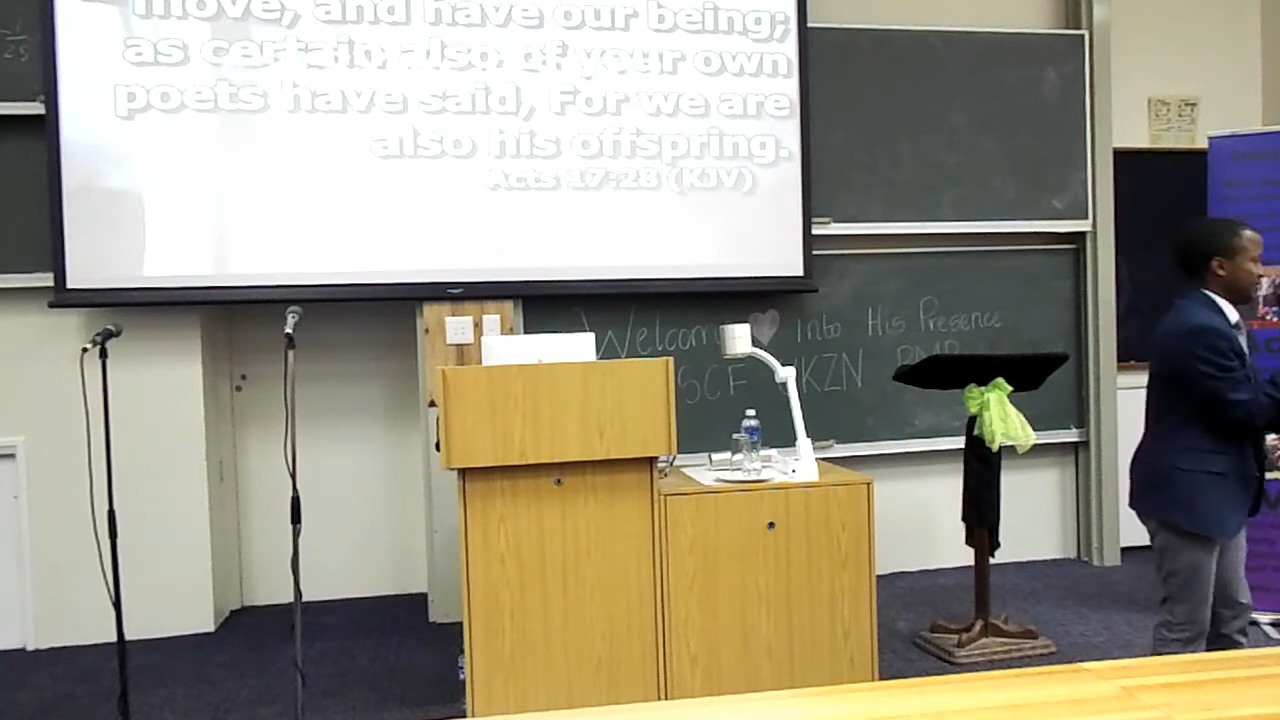 move, and have our being;
as certain also of your own
poets have said, For we are
also his offspring.
Acts 17:28 (KJV)
Welcome into His Presence
SCF UKZN PMB
25